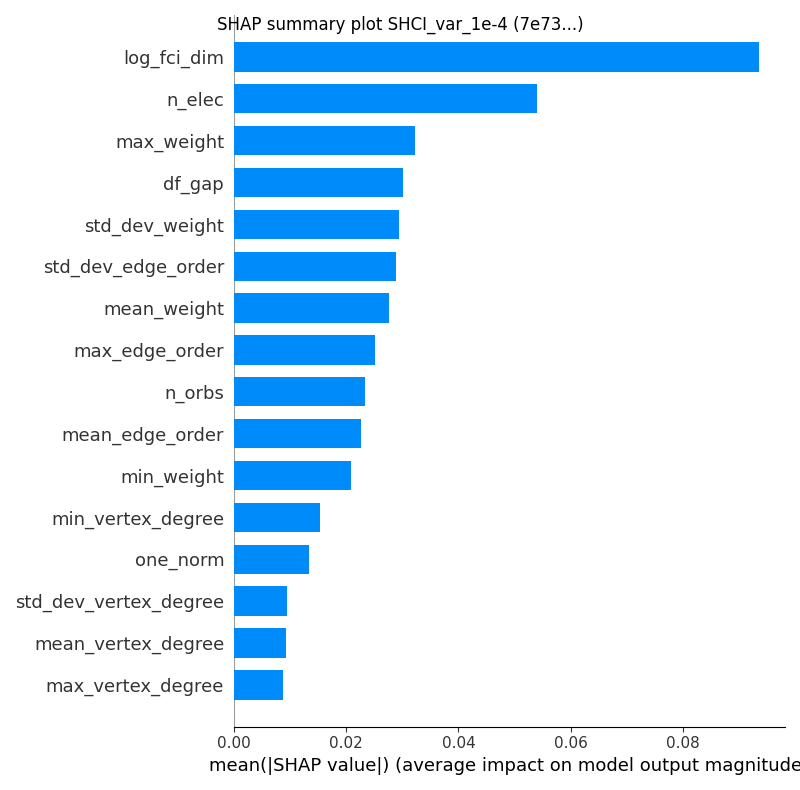 SHAP summary plot SHCI_var_1e-4 (7e73...)
log_fci_dim
n_elec
max_weight
df_gap
std_dev_weight
std_dev_edge_order
mean_weight
max_edge_order
n_orbs
mean_edge_order
min_weight
min_vertex_degree
one_norm
std_dev_vertex_degree
mean_vertex_degree
max_vertex_degree
0.00 0.02 0.04 0.06 0.08
mean(|SHAP value|) (average impact on model output magnitude